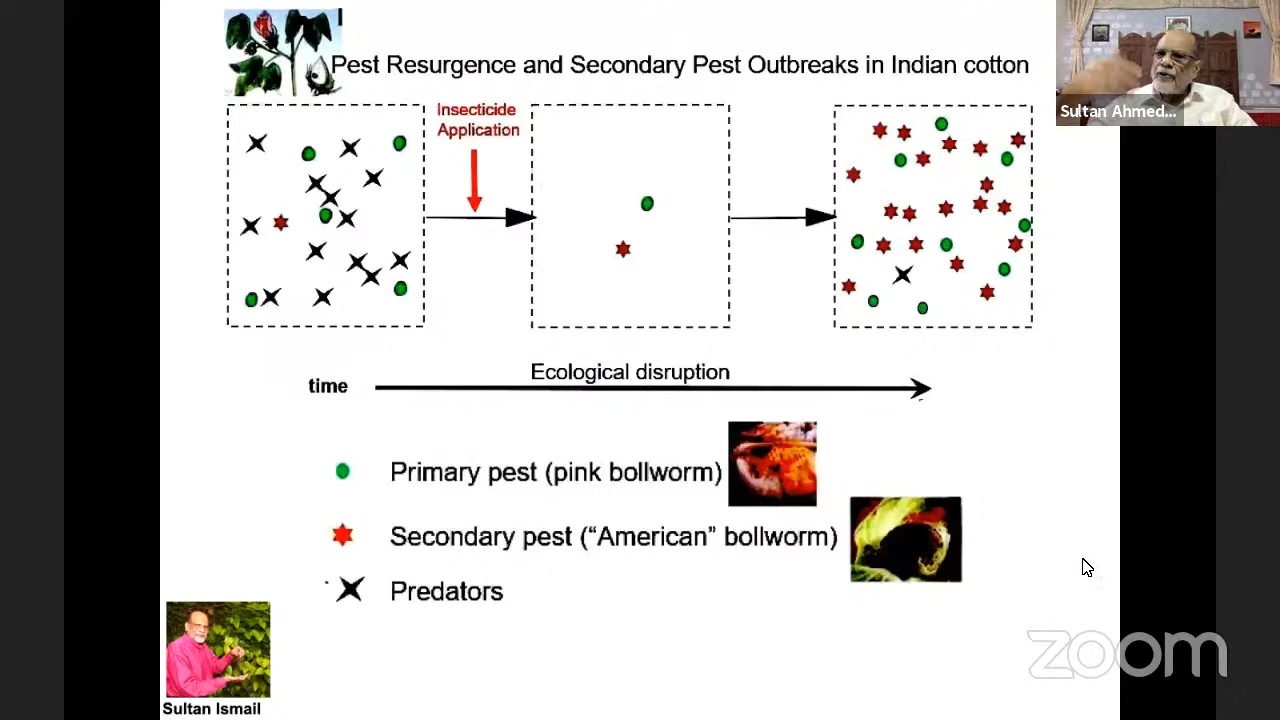 Pest Resurgence and Secondary Pest Outbreaks in Indian cotton
Sultan Ahmed...
Insecticide
Application
Ecological disruption
time
Primary pest (pink bollworm)
Secondary pest (“American” bollworm)
Predators
Sultan Ismail
zoom